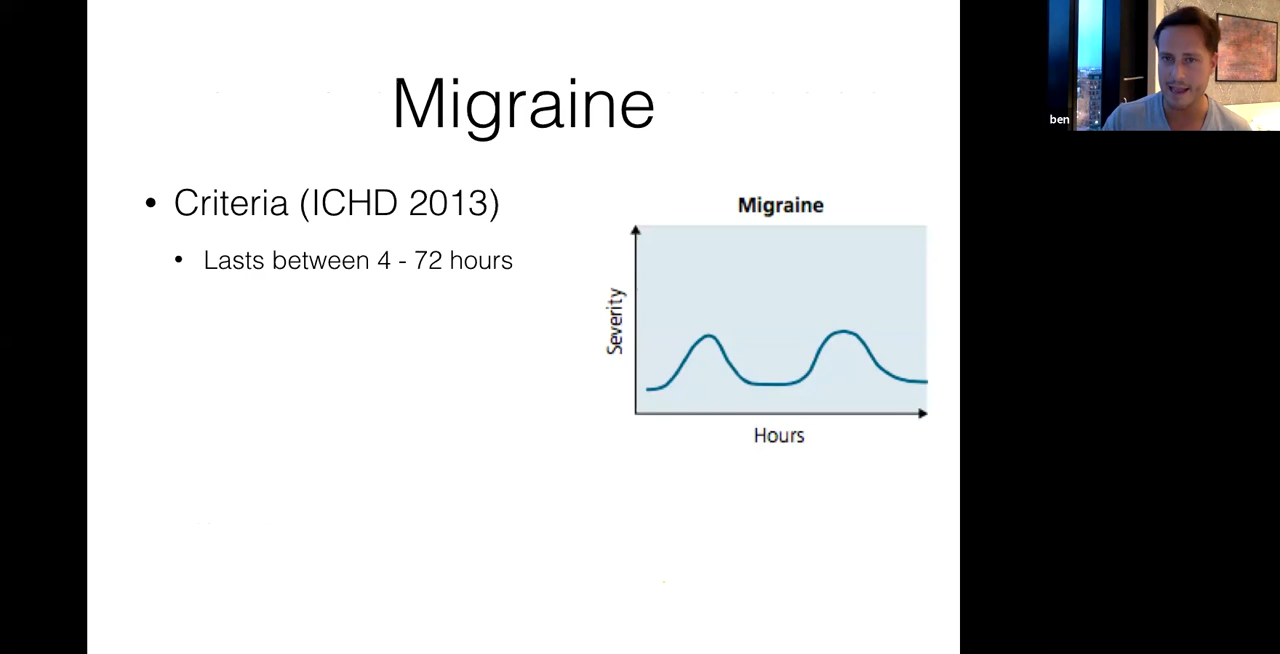 Migraine
• Criteria (ICHD 2013)
• Lasts between 4 - 72 hours
Migraine
Severity
Hours
ben